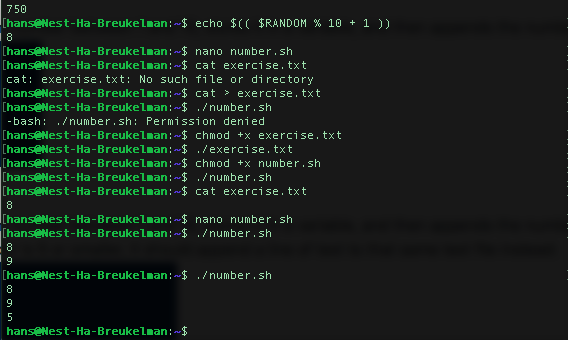 750
[hans@Nest-Ha-Breukelman:~$ echo $(( $RANDOM % 10 + 1 ))
8
[hans@Nest-Ha-Breukelman:~$ nano number.sh
[hans@Nest-Ha-Breukelman:~$ cat exercise.txt
cat: exercise.txt: No such file or directory
[hans@Nest-Ha-Breukelman:~$ cat > exercise.txt
[hans@Nest-Ha-Breukelman:~$ ./number.sh
-bash: ./number.sh: Permission denied
[hans@Nest-Ha-Breukelman:~$ chmod +x exercise.txt
[hans@Nest-Ha-Breukelman:~$ ./exercise.txt
[hans@Nest-Ha-Breukelman:~$ chmod +x number.sh
[hans@Nest-Ha-Breukelman:~$ ./number.sh
[hans@Nest-Ha-Breukelman:~$ cat exercise.txt
8
[hans@Nest-Ha-Breukelman:~$ nano number.sh
[hans@Nest-Ha-Breukelman:~$ ./number.sh
8
9
[hans@Nest-Ha-Breukelman:~$ ./number.sh
8
9
5
hans@Nest-Ha-Breukelman:~$